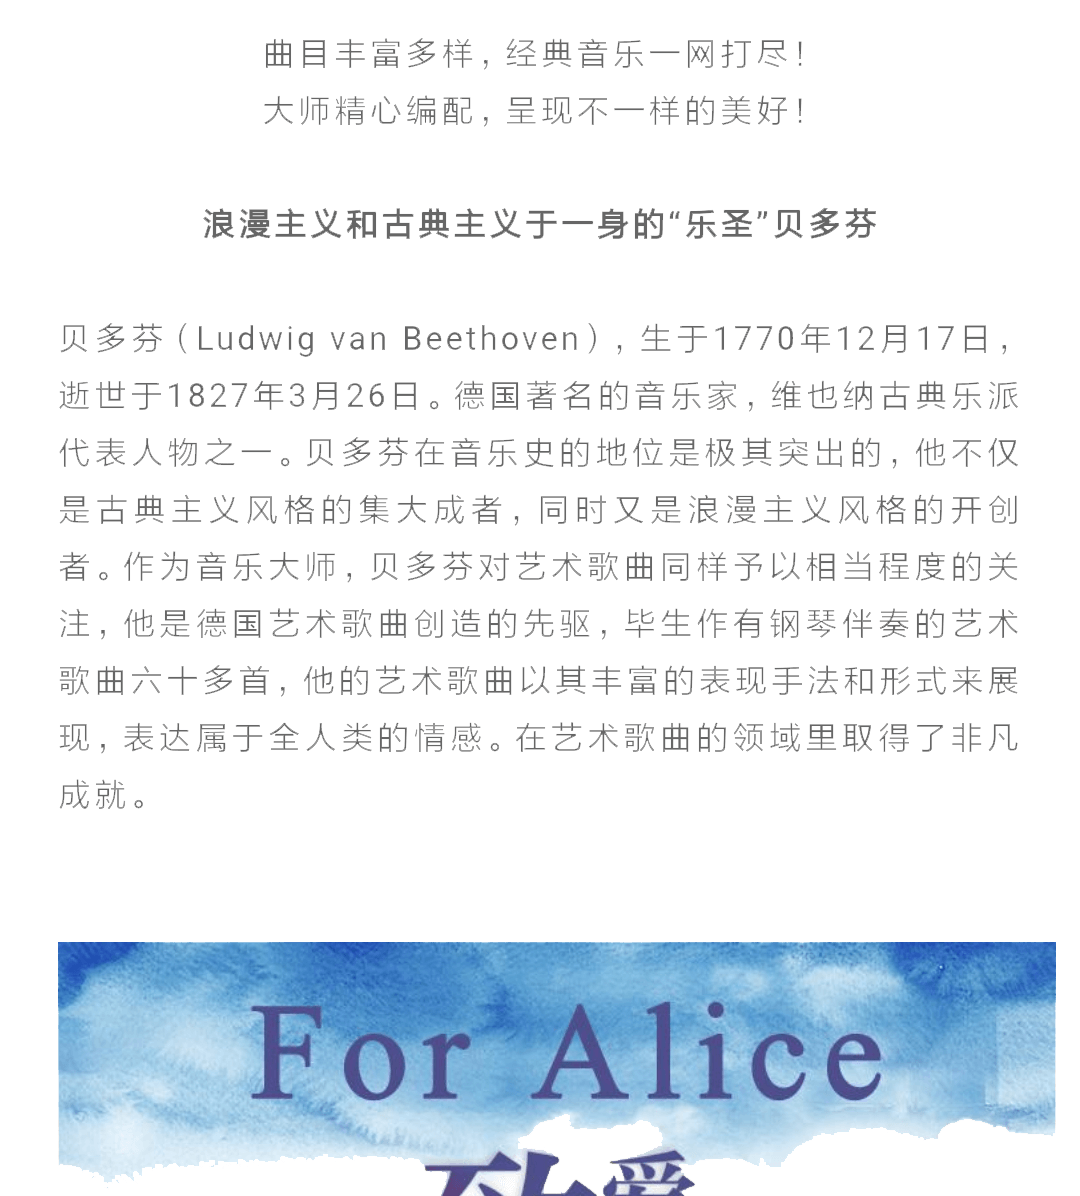 曲目丰富多样，经典音乐一网打尽！
大师精心编配，呈现不一样的美好！
浪漫主义和古典主义于一身的“乐圣”贝多芬
贝多芬（Ludwig van Beethoven），生于1770年12月17日，
逝世于1827年3月26日。德国著名的音乐家，维也纳古典乐派
代表人物之一。贝多芬在音乐史的地位是极其突出的，他不仅
是古典主义风格的集大成者，同时又是浪漫主义风格的开创
者。作为音乐大师，贝多芬对艺术歌曲同样予以相当程度的关
注，他是德国艺术歌曲创造的先驱，毕生作有钢琴伴奏的艺术
歌曲六十多首，他的艺术歌曲以其丰富的表现手法和形式来展
现，表达属于全人类的情感。在艺术歌曲的领域里取得了非凡
成就。
For Alice
致爱